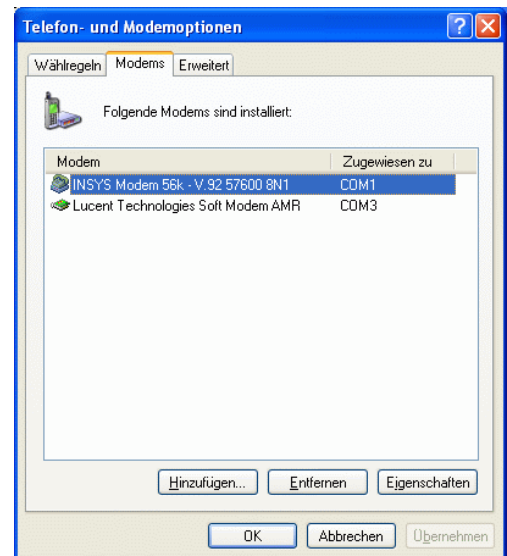 Telefon- und Modemoptionen
Wählregeln Modems Erweitert
Folgende Modems sind installiert:
Modem Zugewiesen zu
INSYS Modem 56k - V.92 57600 8N1 COM1
Lucent Technologies Soft Modem AMR COM3
Hinzufügen... Entfernen Eigenschaften
OK Abbrechen Übernehmen